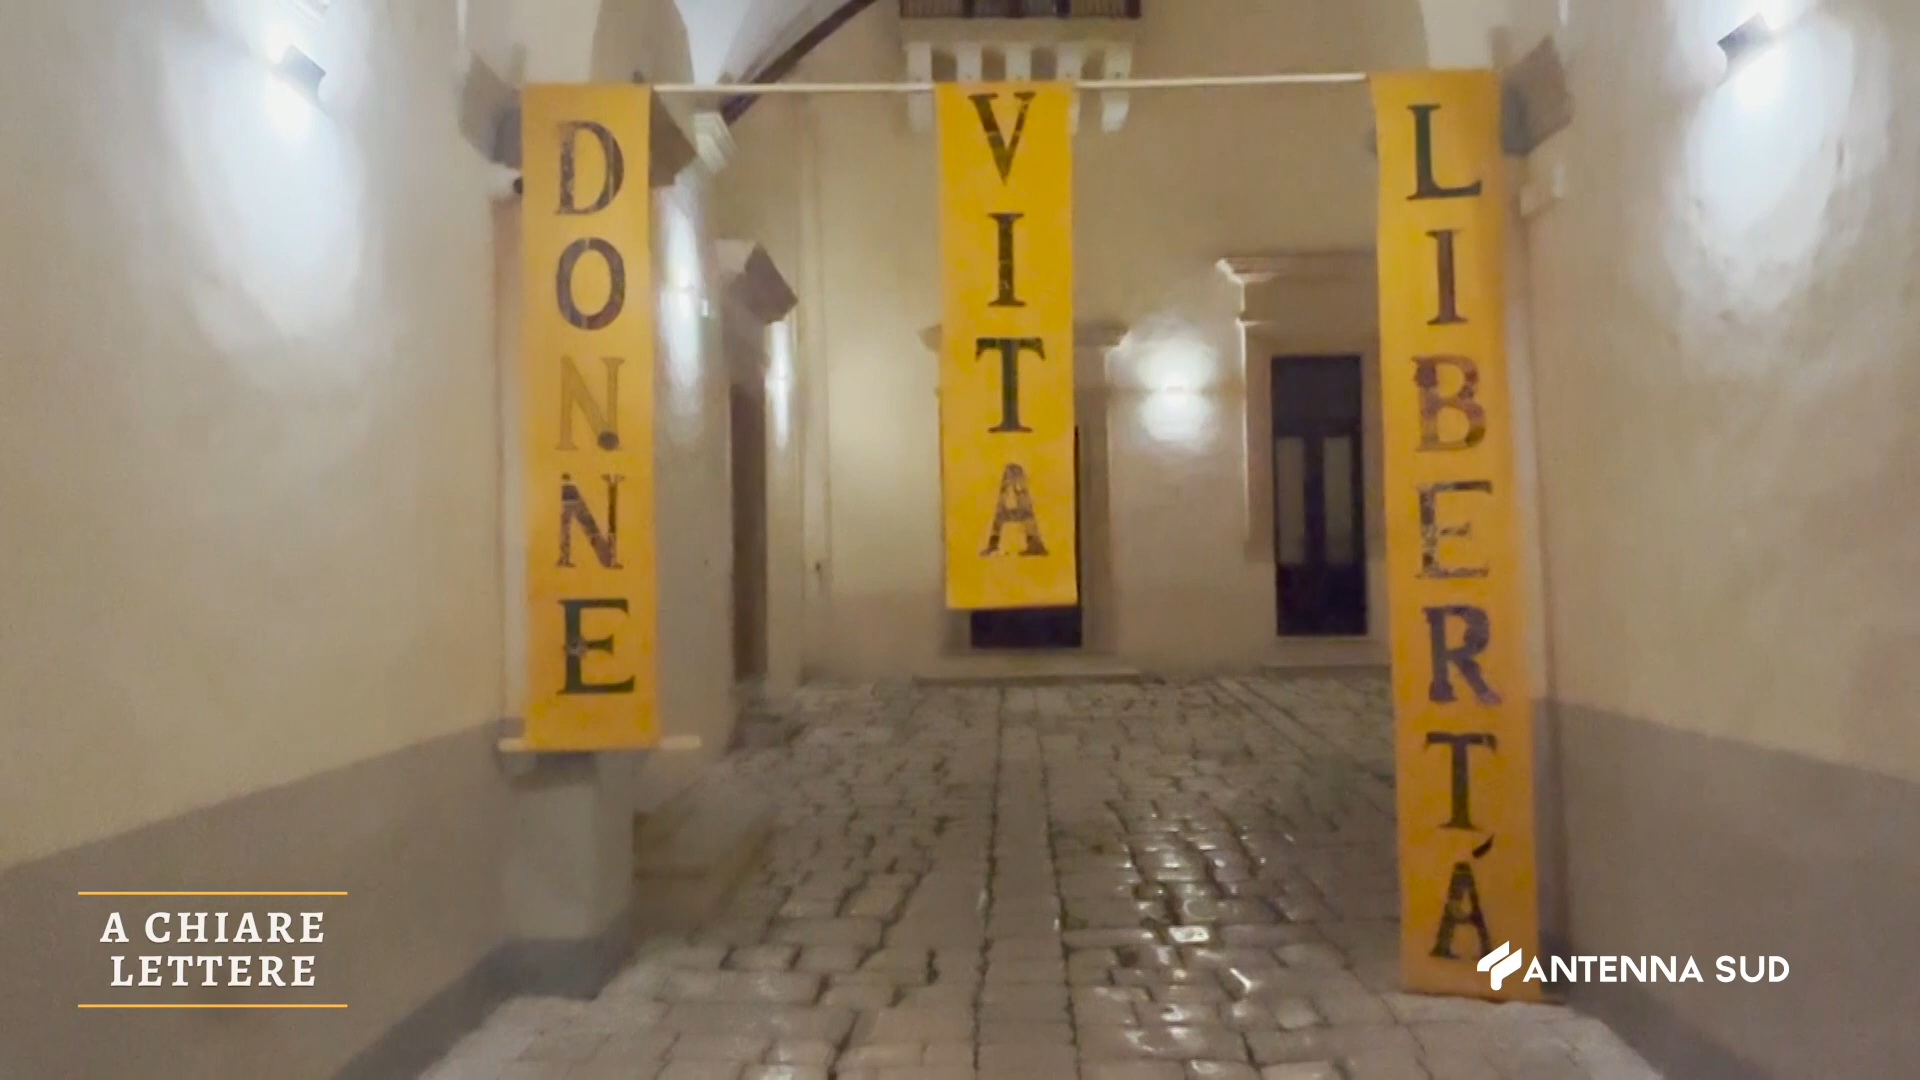 DONNE
VITA
LIBERTÁ
A CHIARE
LETTERE
ANTENNA SUD